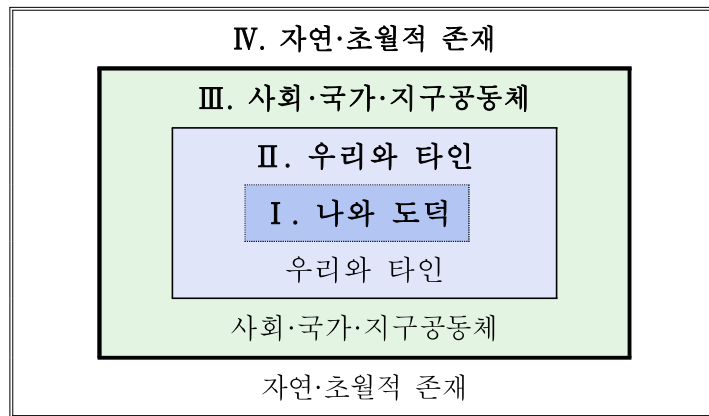 Ⅳ. 자연·초월적 존재
Ⅲ. 사회·국가·지구공동체
Ⅱ. 우리와 타인
Ⅰ. 나와 도덕
우리와 타인
사회·국가·지구공동체
자연·초월적 존재